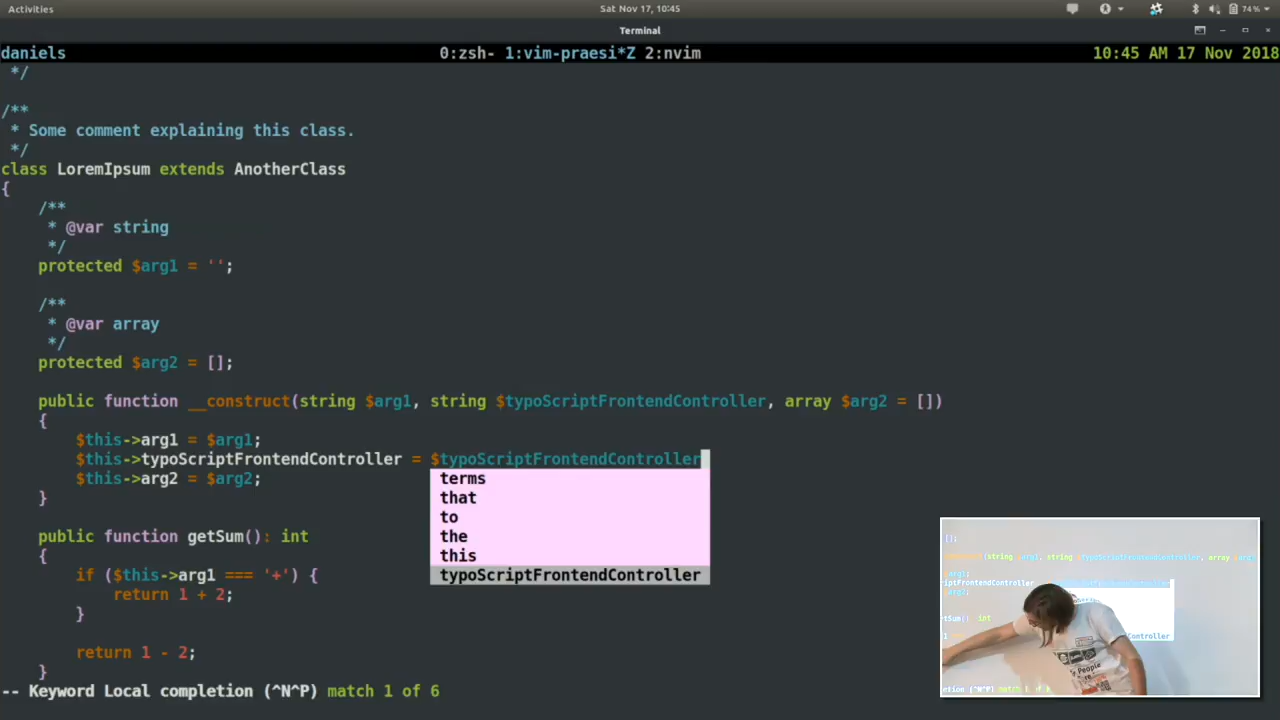 Activities
Sat Nov 17, 10:45
74%
Terminal
daniels 0:zsh- 1:vim-praesi*Z 2:nvim 10:45 AM 17 Nov 2018
*/
/**
* Some comment explaining this class.
*/
class LoremIpsum extends AnotherClass
{
/**
* @var string
*/
protected $arg1 = '';
/**
* @var array
*/
protected $arg2 = [];
public function __construct(string $arg1, string $typoScriptFrontendController, array $arg2 = [])
{
$this->arg1 = $arg1;
$this->typoScriptFrontendController = $typoScriptFrontendController
$this->arg2 = $arg2;
}
terms
that
to
the
this
typoScriptFrontendController
public function getSum(): int
{
if ($this->arg1 === '+') {
return 1 + 2;
}
return 1 - 2;
}
-- Keyword Local completion (^N^P) match 1 of 6